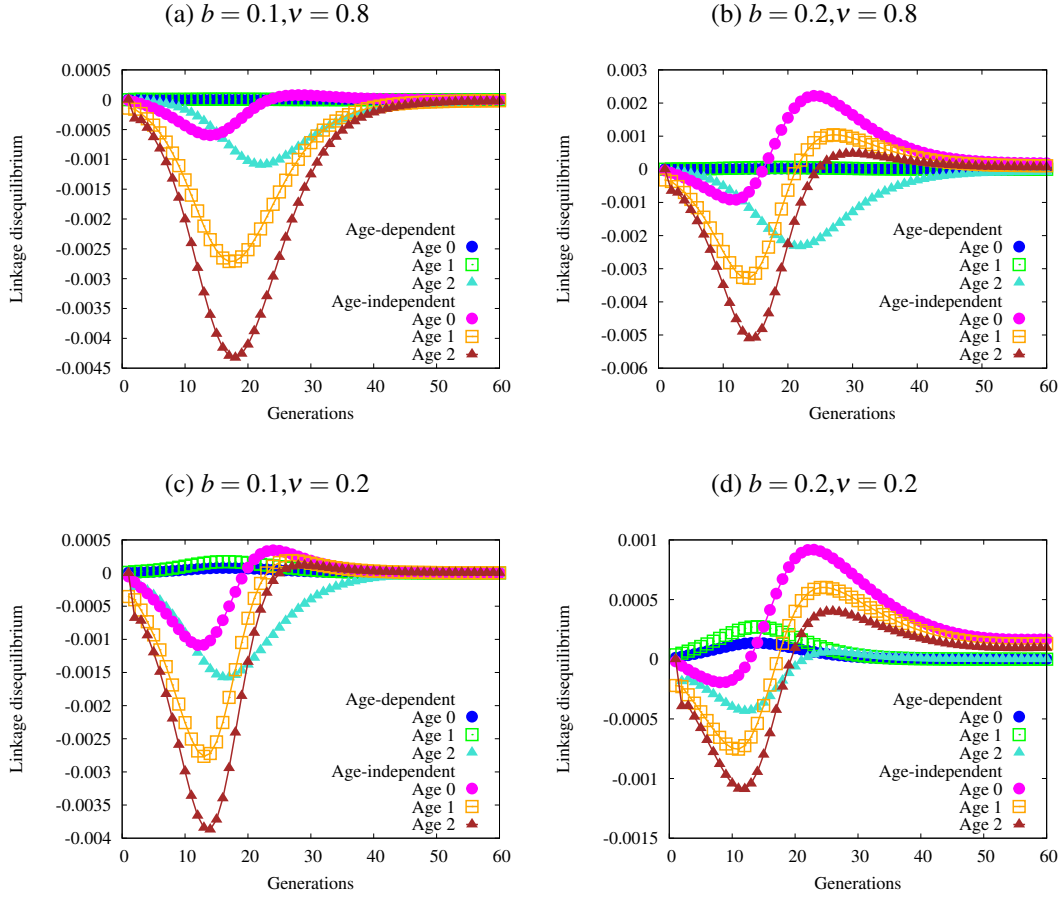 (a) b = 0.1, ν = 0.8
0.0005
0
-0.0005
-0.001
-0.0015
-0.002
-0.0025
-0.003
-0.0035
-0.004
-0.0045
Linkage disequilibrium
Age-dependent
Age 0
Age 1
Age 2
Age-independent
Age 0
Age 1
Age 2
0 10 20 30 40 50 60
Generations
(b) b = 0.2, ν = 0.8
0.003
0.002
0.001
0
-0.001
-0.002
-0.003
-0.004
-0.005
-0.006
Linkage disequilibrium
Age-dependent
Age 0
Age 1
Age 2
Age-independent
Age 0
Age 1
Age 2
0 10 20 30 40 50 60
Generations
(c) b = 0.1, ν = 0.2
0.0005
0
-0.0005
-0.001
-0.0015
-0.002
-0.0025
-0.003
-0.0035
-0.004
Linkage disequilibrium
Age-dependent
Age 0
Age 1
Age 2
Age-independent
Age 0
Age 1
Age 2
0 10 20 30 40 50 60
Generations
(d) b = 0.2, ν = 0.2
0.001
0.0005
0
-0.0005
-0.001
-0.0015
Linkage disequilibrium
Age-dependent
Age 0
Age 1
Age 2
Age-independent
Age 0
Age 1
Age 2
0 10 20 30 40 50 60
Generations